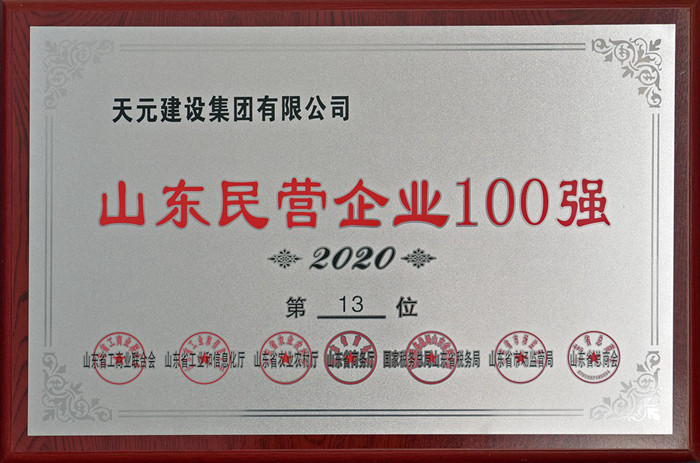 天元建设集团有限公司
山东民营企业100强
2020
第 13 位
山东省工商业联合会 山东省工业和信息化厅 山东省农业农村厅 山东省商务厅 国家税务总局山东省税务局 山东省市场监管局 山东省总商会